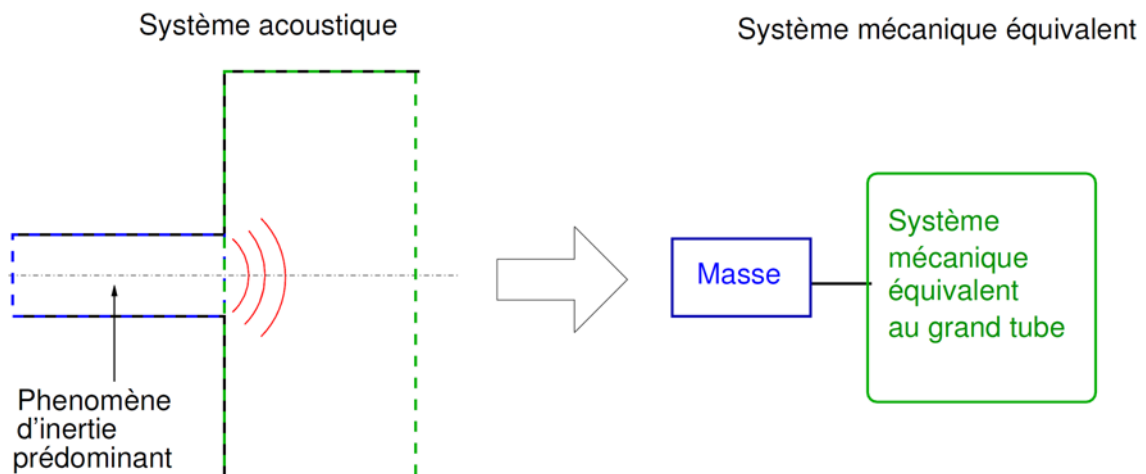 Système acoustique
Système mécanique équivalent
Phenomène
d'inertie
prédominant
Masse
Système
mécanique
équivalent
au grand tube